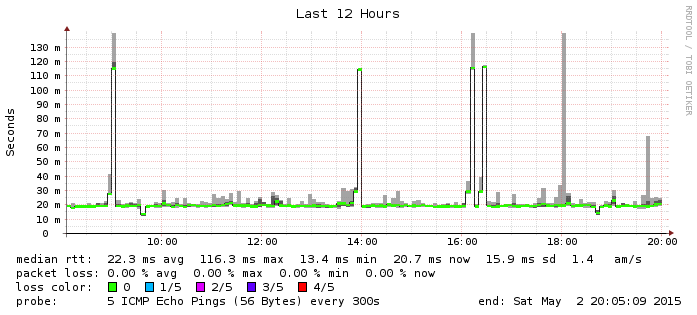 Last 12 Hours
RRDTOOL / TOBI OETIKER
Seconds
130 m
120 m
110 m
100 m
90 m
80 m
70 m
60 m
50 m
40 m
30 m
20 m
10 m
0
10:00 12:00 14:00 16:00 18:00 20:00
median rtt: 22.3 ms avg 116.3 ms max 13.4 ms min 20.7 ms now 15.9 ms sd 1.4 am/s
packet loss: 0.00 % avg 0.00 % max 0.00 % min 0.00 % now
loss color: 0 1/5 2/5 3/5 4/5
probe: 5 ICMP Echo Pings (56 Bytes) every 300s end: Sat May 2 20:05:09 2015